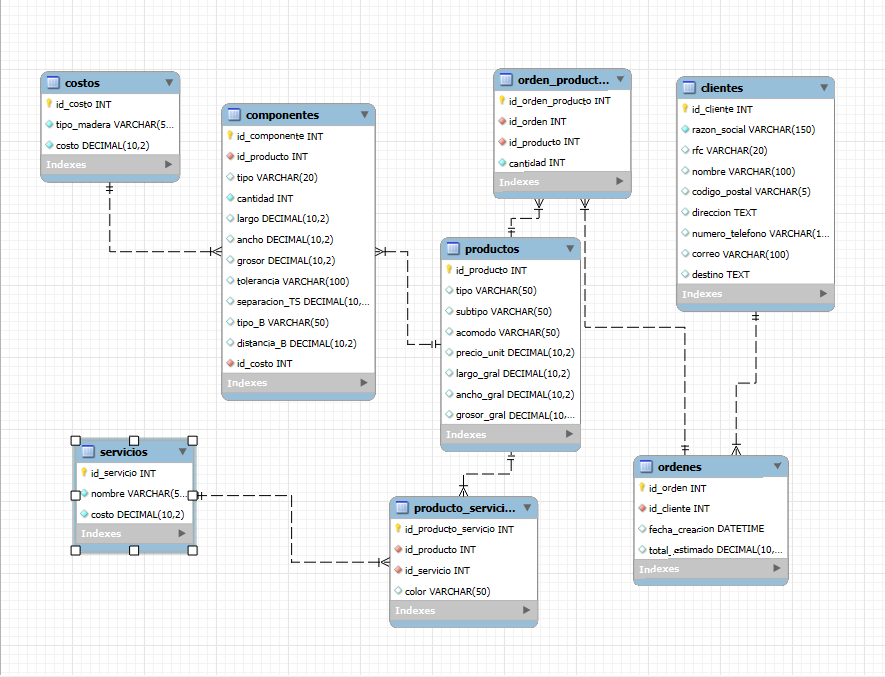 costos
id_costo INT
tipo_madera VARCHAR(5...
costo DECIMAL(10,2)
Indexes
componentes
id_componente INT
id_producto INT
tipo VARCHAR(20)
cantidad INT
largo DECIMAL(10,2)
ancho DECIMAL(10,2)
grosor DECIMAL(10,2)
tolerancia VARCHAR(100)
separacion_TS DECIMAL(10,...
tipo_B VARCHAR(50)
distancia_B DECIMAL(10,2)
id_costo INT
Indexes
orden_product...
id_orden_producto INT
id_orden INT
id_producto INT
cantidad INT
Indexes
clientes
id_cliente INT
razon_social VARCHAR(150)
rfc VARCHAR(20)
nombre VARCHAR(100)
codigo_postal VARCHAR(5)
direccion TEXT
numero_telefono VARCHAR(1...
correo VARCHAR(100)
destino TEXT
Indexes
productos
id_producto INT
tipo VARCHAR(50)
subtipo VARCHAR(50)
acomodo VARCHAR(50)
precio_unit DECIMAL(10,2)
largo_gral DECIMAL(10,2)
ancho_gral DECIMAL(10,2)
grosor_gral DECIMAL(10,...
Indexes
servicios
id_servicio INT
nombre VARCHAR(5...
costo DECIMAL(10,2)
Indexes
producto_servici...
id_producto_servicio INT
id_producto INT
id_servicio INT
color VARCHAR(50)
Indexes
ordenes
id_orden INT
id_cliente INT
fecha_creacion DATETIME
total_estimado DECIMAL(10,...
Indexes